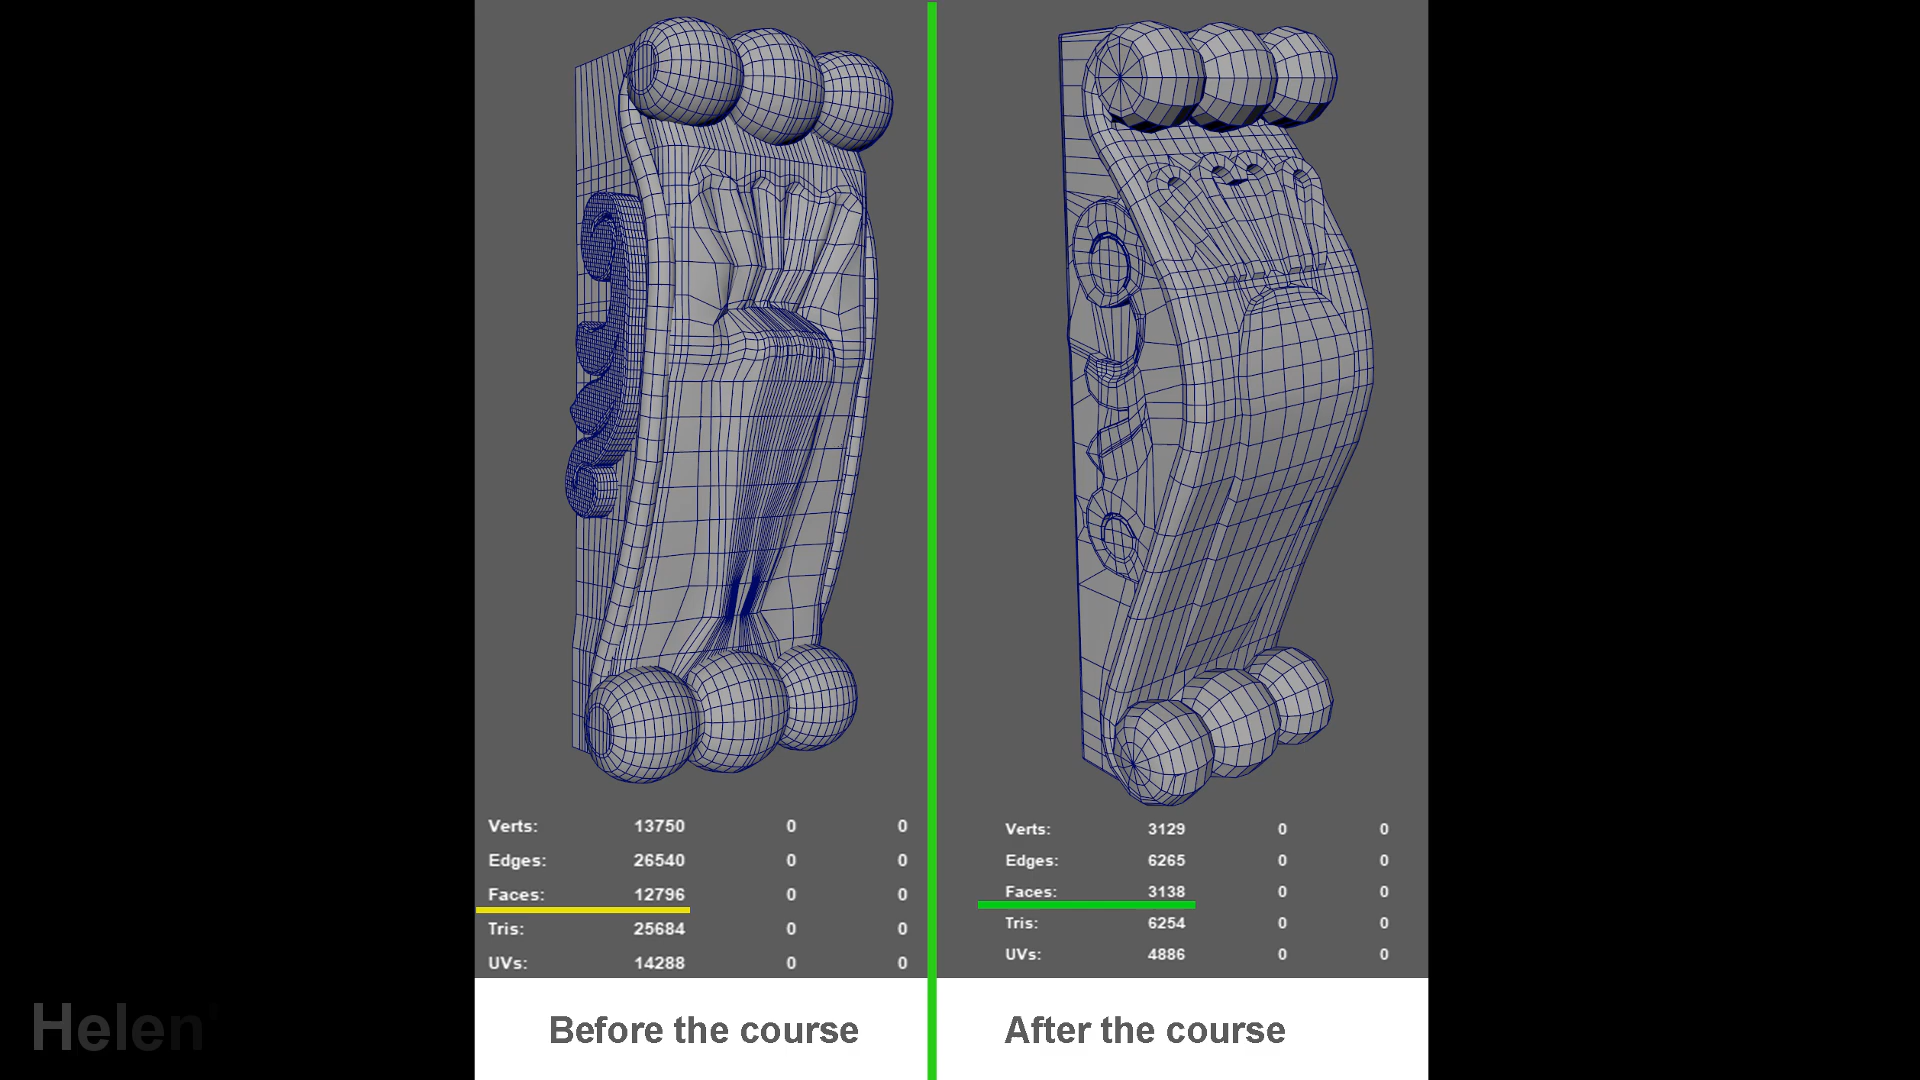 Verts: 13750 0 0
Edges: 26540 0 0
Faces: 12796 0 0
Tris: 25684 0 0
UVs: 14288 0 0
Before the course
Verts: 3129 0 0
Edges: 6265 0 0
Faces: 3138 0 0
Tris: 6254 0 0
UVs: 4886 0 0
After the course
Helen'